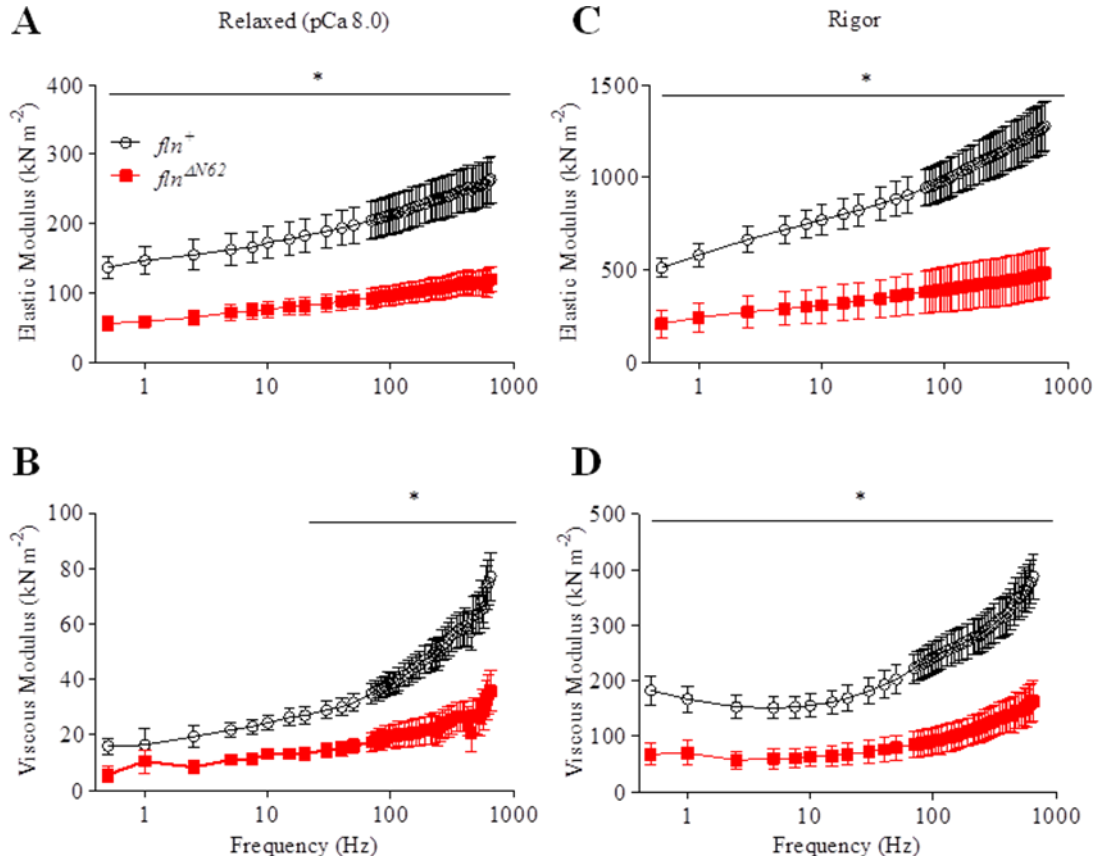 A
Relaxed (pCa 8.0)
*
400
300
200
100
0
Elastic Modulus (kN m-2)
fln+
flnΔN62
1
10
100
1000
C
Rigor
*
1500
1000
500
0
Elastic Modulus (kN m-2)
1
10
100
1000
B
*
100
80
60
40
20
0
Viscous Modulus (kN m-2)
1
10
100
1000
Frequency (Hz)
D
*
500
400
300
200
100
0
Viscous Modulus (kN m-2)
1
10
100
1000
Frequency (Hz)